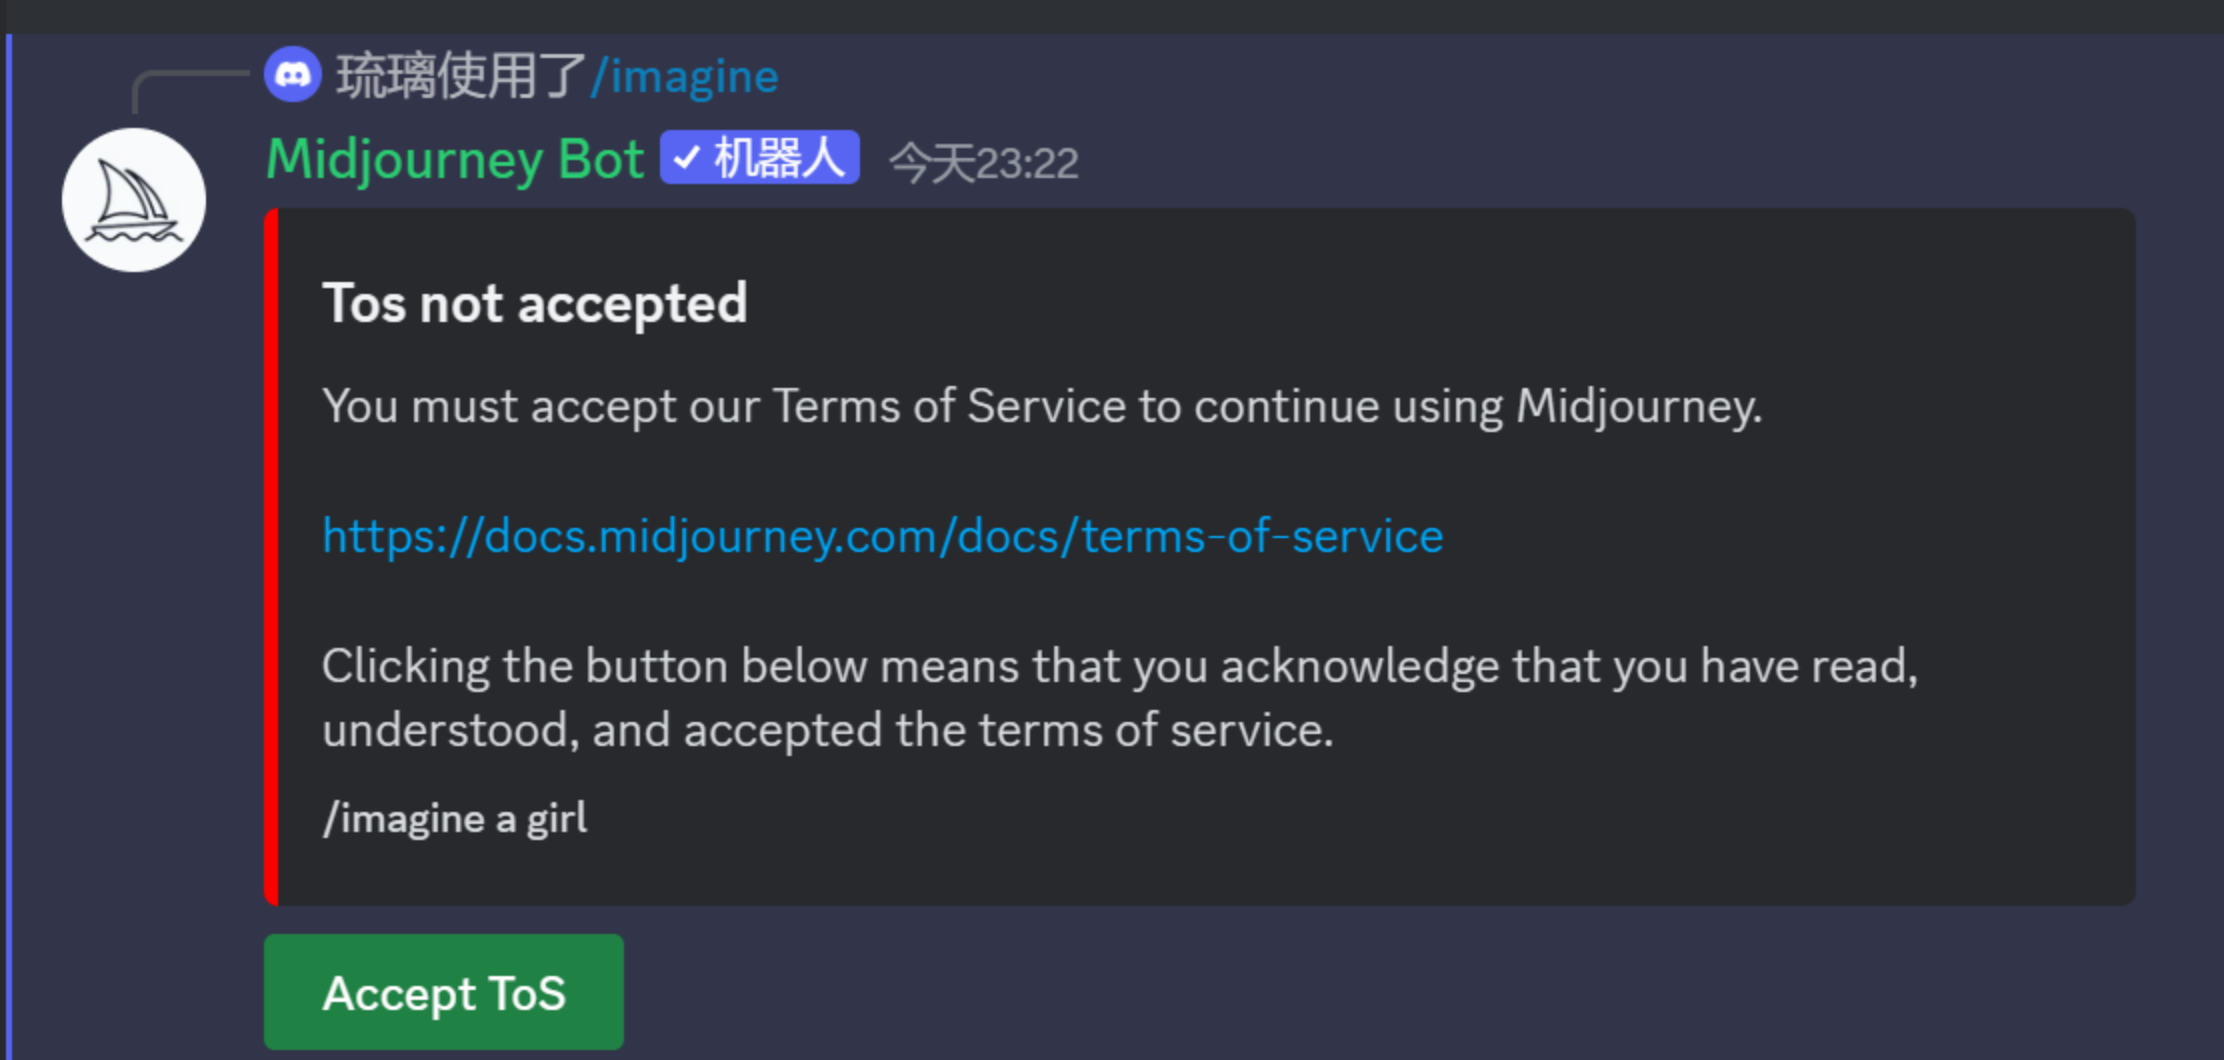 琉璃使用了/imagine
Midjourney Bot ✓ 机器人 今天23:22
Tos not accepted
You must accept our Terms of Service to continue using Midjourney.
https://docs.midjourney.com/docs/terms-of-service
Clicking the button below means that you acknowledge that you have read,
understood, and accepted the terms of service.
/imagine a girl
Accept ToS